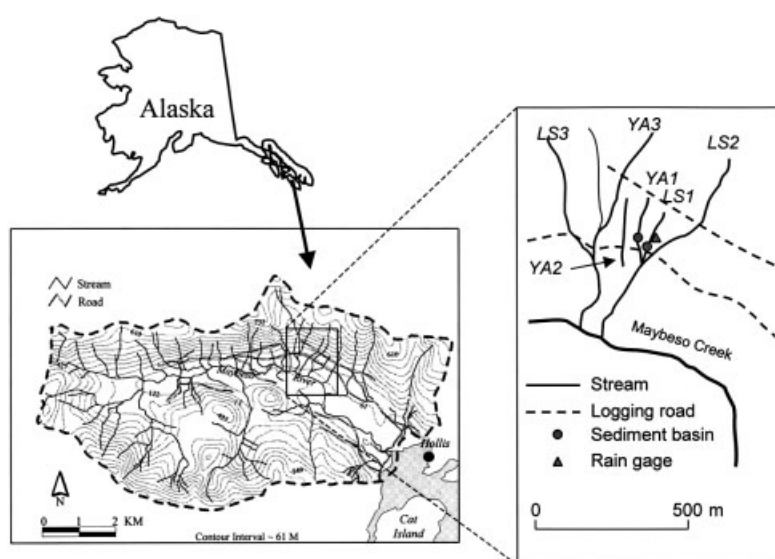 Alaska
Stream
Road
Hollis
Cat
Island
N
0 1 2 KM
Contour Interval ~ 61 M
LS3
YA3
LS2
YA1
LS1
YA2
Maybeso Creek
Stream
Logging road
Sediment basin
Rain gage
0 500 m